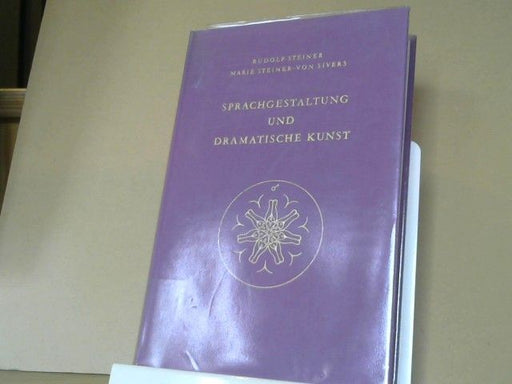 RUDOLF STEINER
MARIE STEINER-VON SIVERS
SPRACHGESTALTUNG
UND
DRAMATISCHE KUNST